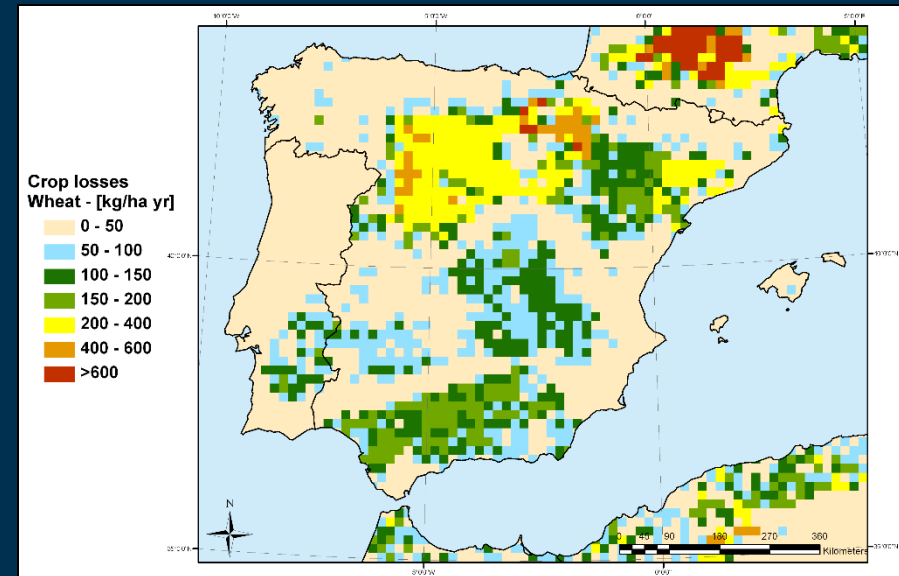 Crop losses
Wheat - [kg/ha yr]
0 - 50
50 - 100
100 - 150
150 - 200
200 - 400
400 - 600
>600
N
0 45 90 180 270 360
Kilometers